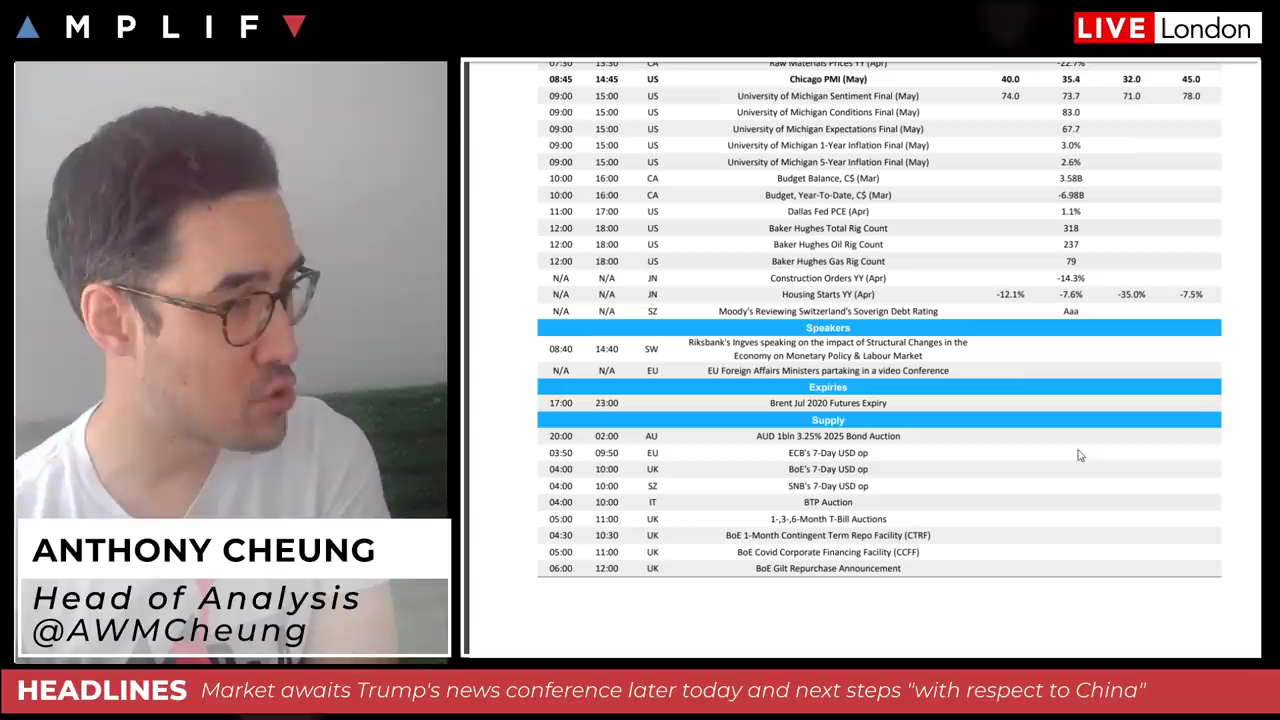 AMPLIFY
LIVE London
07:30 13:30 CA Raw Materials Prices YY (Apr) -22.7%
08:45 14:45 US Chicago PMI (May) 40.0 35.4 32.0 45.0
09:00 15:00 US University of Michigan Sentiment Final (May) 74.0 73.7 71.0 78.0
09:00 15:00 US University of Michigan Conditions Final (May) 83.0
09:00 15:00 US University of Michigan Expectations Final (May) 67.7
09:00 15:00 US University of Michigan 1-Year Inflation Final (May) 3.0%
09:00 15:00 US University of Michigan 5-Year Inflation Final (May) 2.6%
10:00 16:00 CA Budget Balance, C$ (Mar) 3.58B
10:00 16:00 CA Budget, Year-To-Date, C$ (Mar) -6.98B
11:00 17:00 US Dallas Fed PCE (Apr) 1.1%
12:00 18:00 US Baker Hughes Total Rig Count 318
12:00 18:00 US Baker Hughes Oil Rig Count 237
12:00 18:00 US Baker Hughes Gas Rig Count 79
N/A N/A JN Construction Orders YY (Apr) -14.3%
N/A N/A JN Housing Starts YY (Apr) -12.1% -7.6% -35.0% -7.5%
N/A N/A SZ Moody's Reviewing Switzerland's Soverign Debt Rating Aaa
Speakers
08:40 14:40 SW Riksbank's Ingves speaking on the impact of Structural Changes in the
Economy on Monetary Policy & Labour Market
N/A N/A EU EU Foreign Affairs Ministers partaking in a video Conference
Expiries
17:00 23:00 Brent Jul 2020 Futures Expiry
Supply
20:00 02:00 AU AUD 1bln 3.25% 2025 Bond Auction
03:50 09:50 EU ECB's 7-Day USD op
04:00 10:00 UK BoE's 7-Day USD op
04:00 10:00 SZ SNB's 7-Day USD op
04:00 10:00 IT BTP Auction
05:00 11:00 UK 1-,3-,6-Month T-Bill Auctions
04:30 10:30 UK BoE 1-Month Contingent Term Repo Facility (CTRF)
05:00 11:00 UK BoE Covid Corporate Financing Facility (CCFF)
06:00 12:00 UK BoE Gilt Repurchase Announcement
ANTHONY CHEUNG
Head of Analysis
@AWMCheung
HEADLINES Market awaits Trump's news conference later today and next steps "with respect to China"